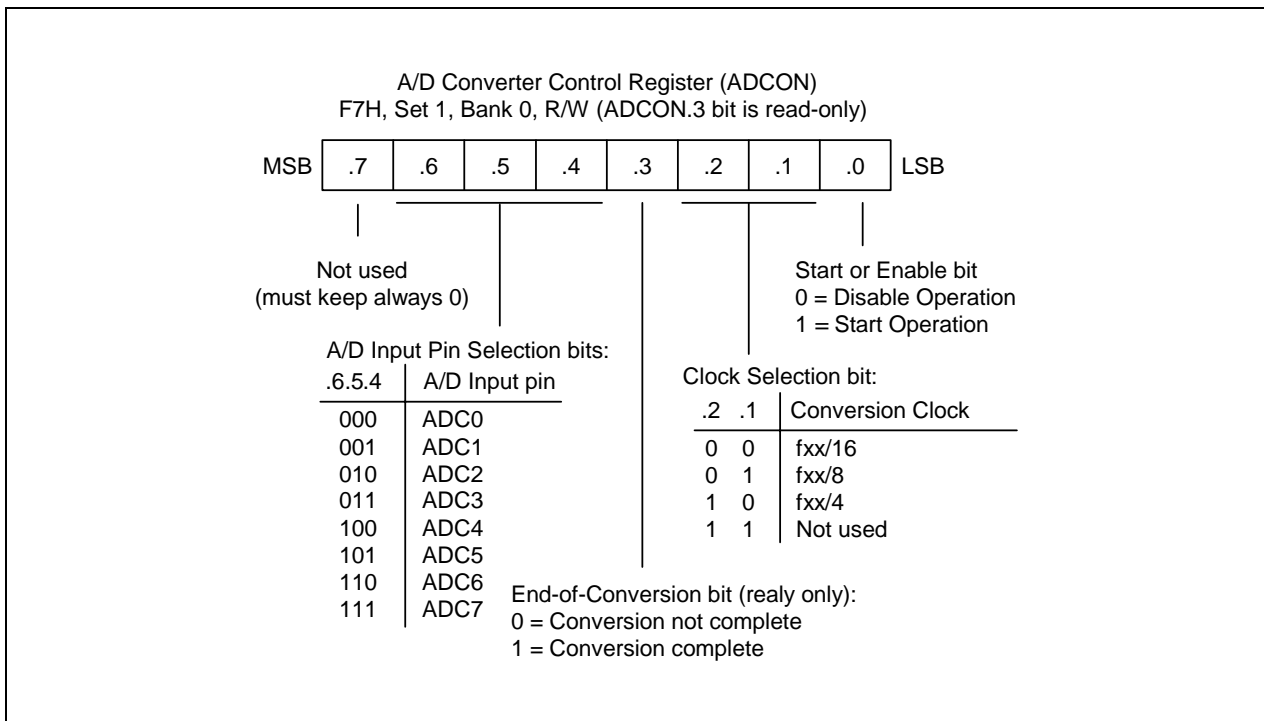 A/D Converter Control Register (ADCON)
F7H, Set 1, Bank 0, R/W (ADCON.3 bit is read-only)
MSB .7 .6 .5 .4 .3 .2 .1 .0 LSB
Not used
(must keep always 0)
Start or Enable bit
0 = Disable Operation
1 = Start Operation
A/D Input Pin Selection bits:
.6.5.4 A/D Input pin
000 ADC0
001 ADC1
010 ADC2
011 ADC3
100 ADC4
101 ADC5
110 ADC6
111 ADC7
Clock Selection bit:
.2 .1 Conversion Clock
0 0 fxx/16
0 1 fxx/8
1 0 fxx/4
1 1 Not used
End-of-Conversion bit (realy only):
0 = Conversion not complete
1 = Conversion complete